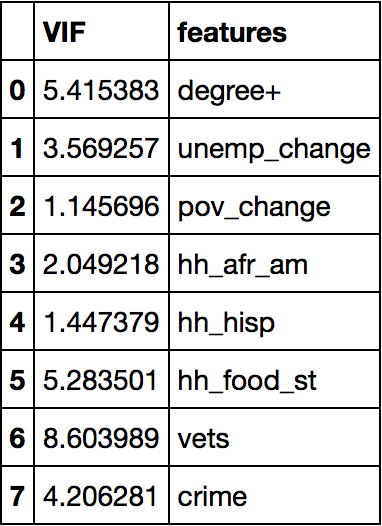 VIF features
0 5.415383 degree+
1 3.569257 unemp_change
2 1.145696 pov_change
3 2.049218 hh_afr_am
4 1.447379 hh_hisp
5 5.283501 hh_food_st
6 8.603989 vets
7 4.206281 crime